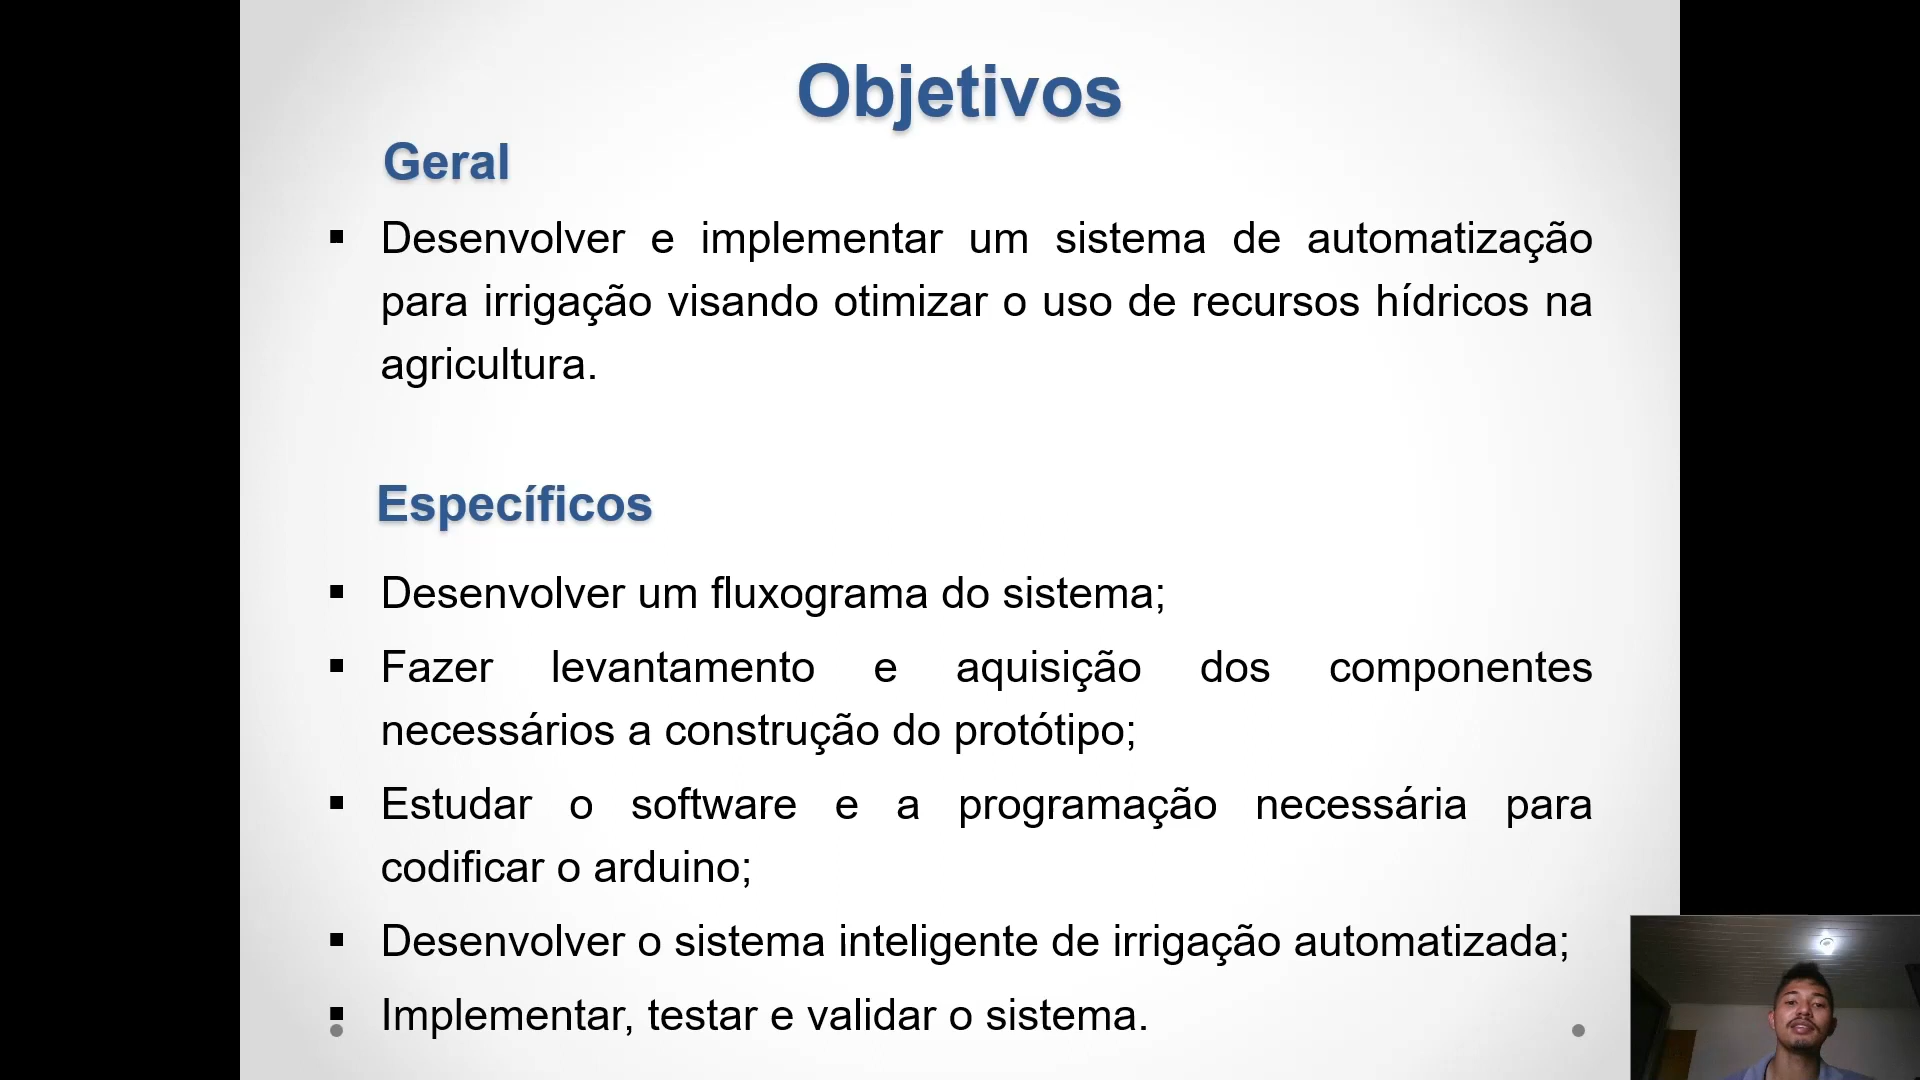 Objetivos
Geral
▪ Desenvolver e implementar um sistema de automatização
para irrigação visando otimizar o uso de recursos hídricos na
agricultura.
Específicos
▪ Desenvolver um fluxograma do sistema;
▪ Fazer levantamento e aquisição dos componentes
necessários a construção do protótipo;
▪ Estudar o software e a programação necessária para
codificar o arduino;
▪ Desenvolver o sistema inteligente de irrigação automatizada;
▪ Implementar, testar e validar o sistema.